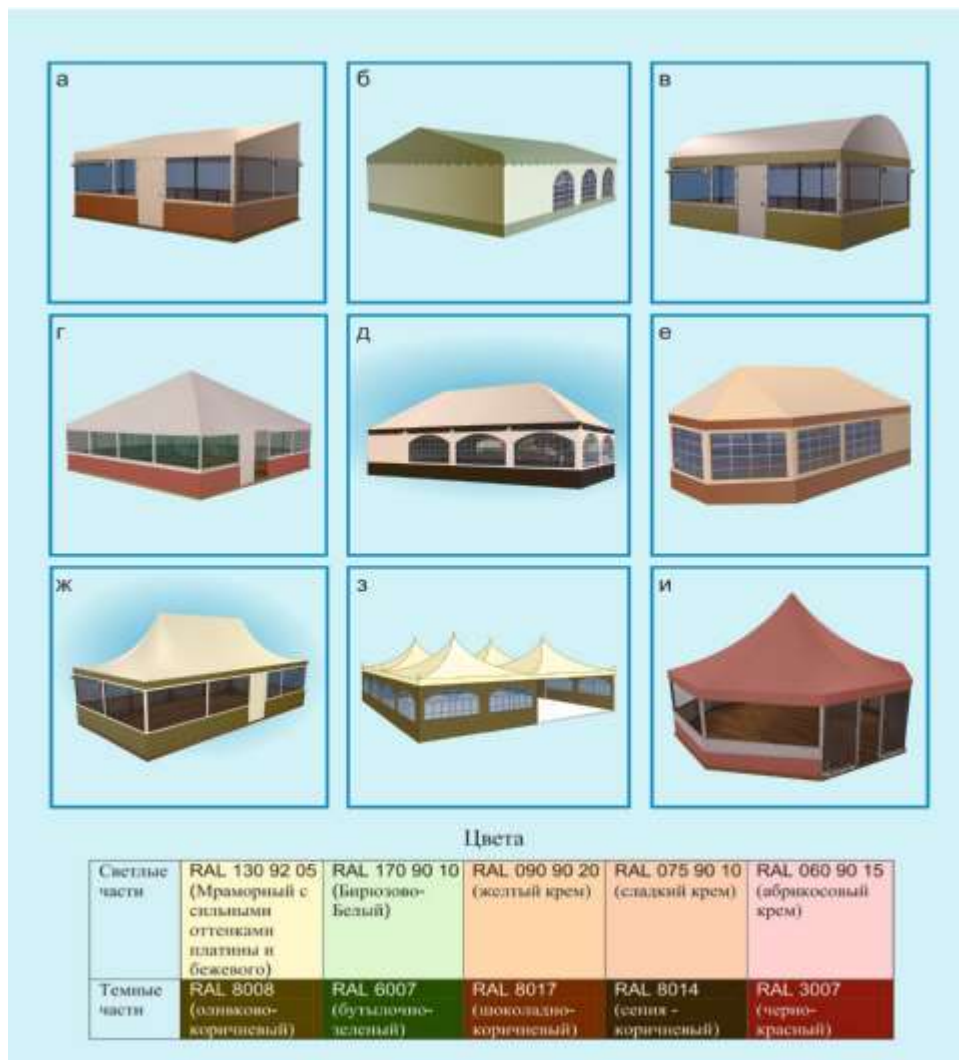 а
б
в
г
д
е
ж
з
и
Цвета
Светлые части
RAL 130 92 05
(Мраморный с
сильными
оттенками
платины и
бежевого)
RAL 170 90 10
(Бирюзово-
Белый)
RAL 090 90 20
(желтый крем)
RAL 075 90 10
(сладкий крем)
RAL 060 90 15
(абрикосовый
крем)
Темные
части
RAL 8008
(оливково-
коричневый)
RAL 6007
(бутылочно-
зеленый)
RAL 8017
(шоколадно-
коричневый)
RAL 8014
(сепия -
коричневый)
RAL 3007
(черно-
красный)